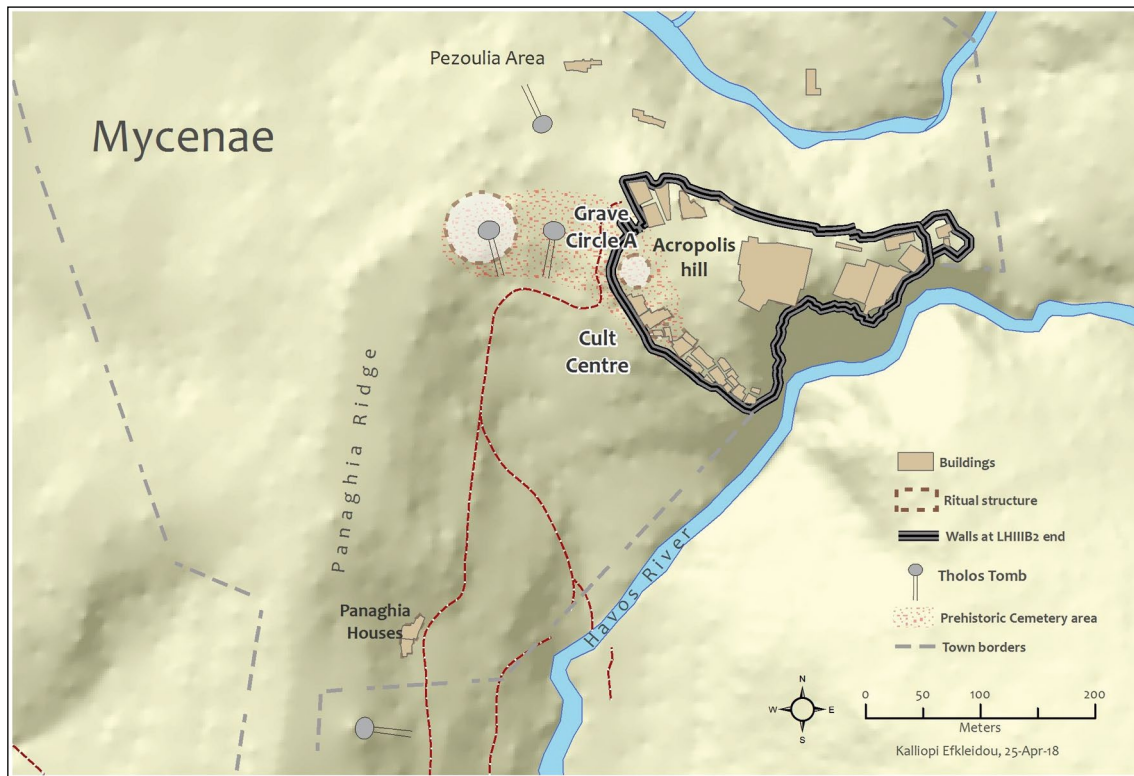 Pezoulia Area
Mycenae
Grave
Circle A
Acropolis
hill
Cult
Centre
Panaghia Ridge
Panaghia
Houses
Havos River
Buildings
Ritual structure
Walls at LHIIIB2 end
Tholos Tomb
Prehistoric Cemetery area
Town borders
N
W E
S
0 50 100 200
Meters
Kalliopi Efkleidou, 25-Apr-18